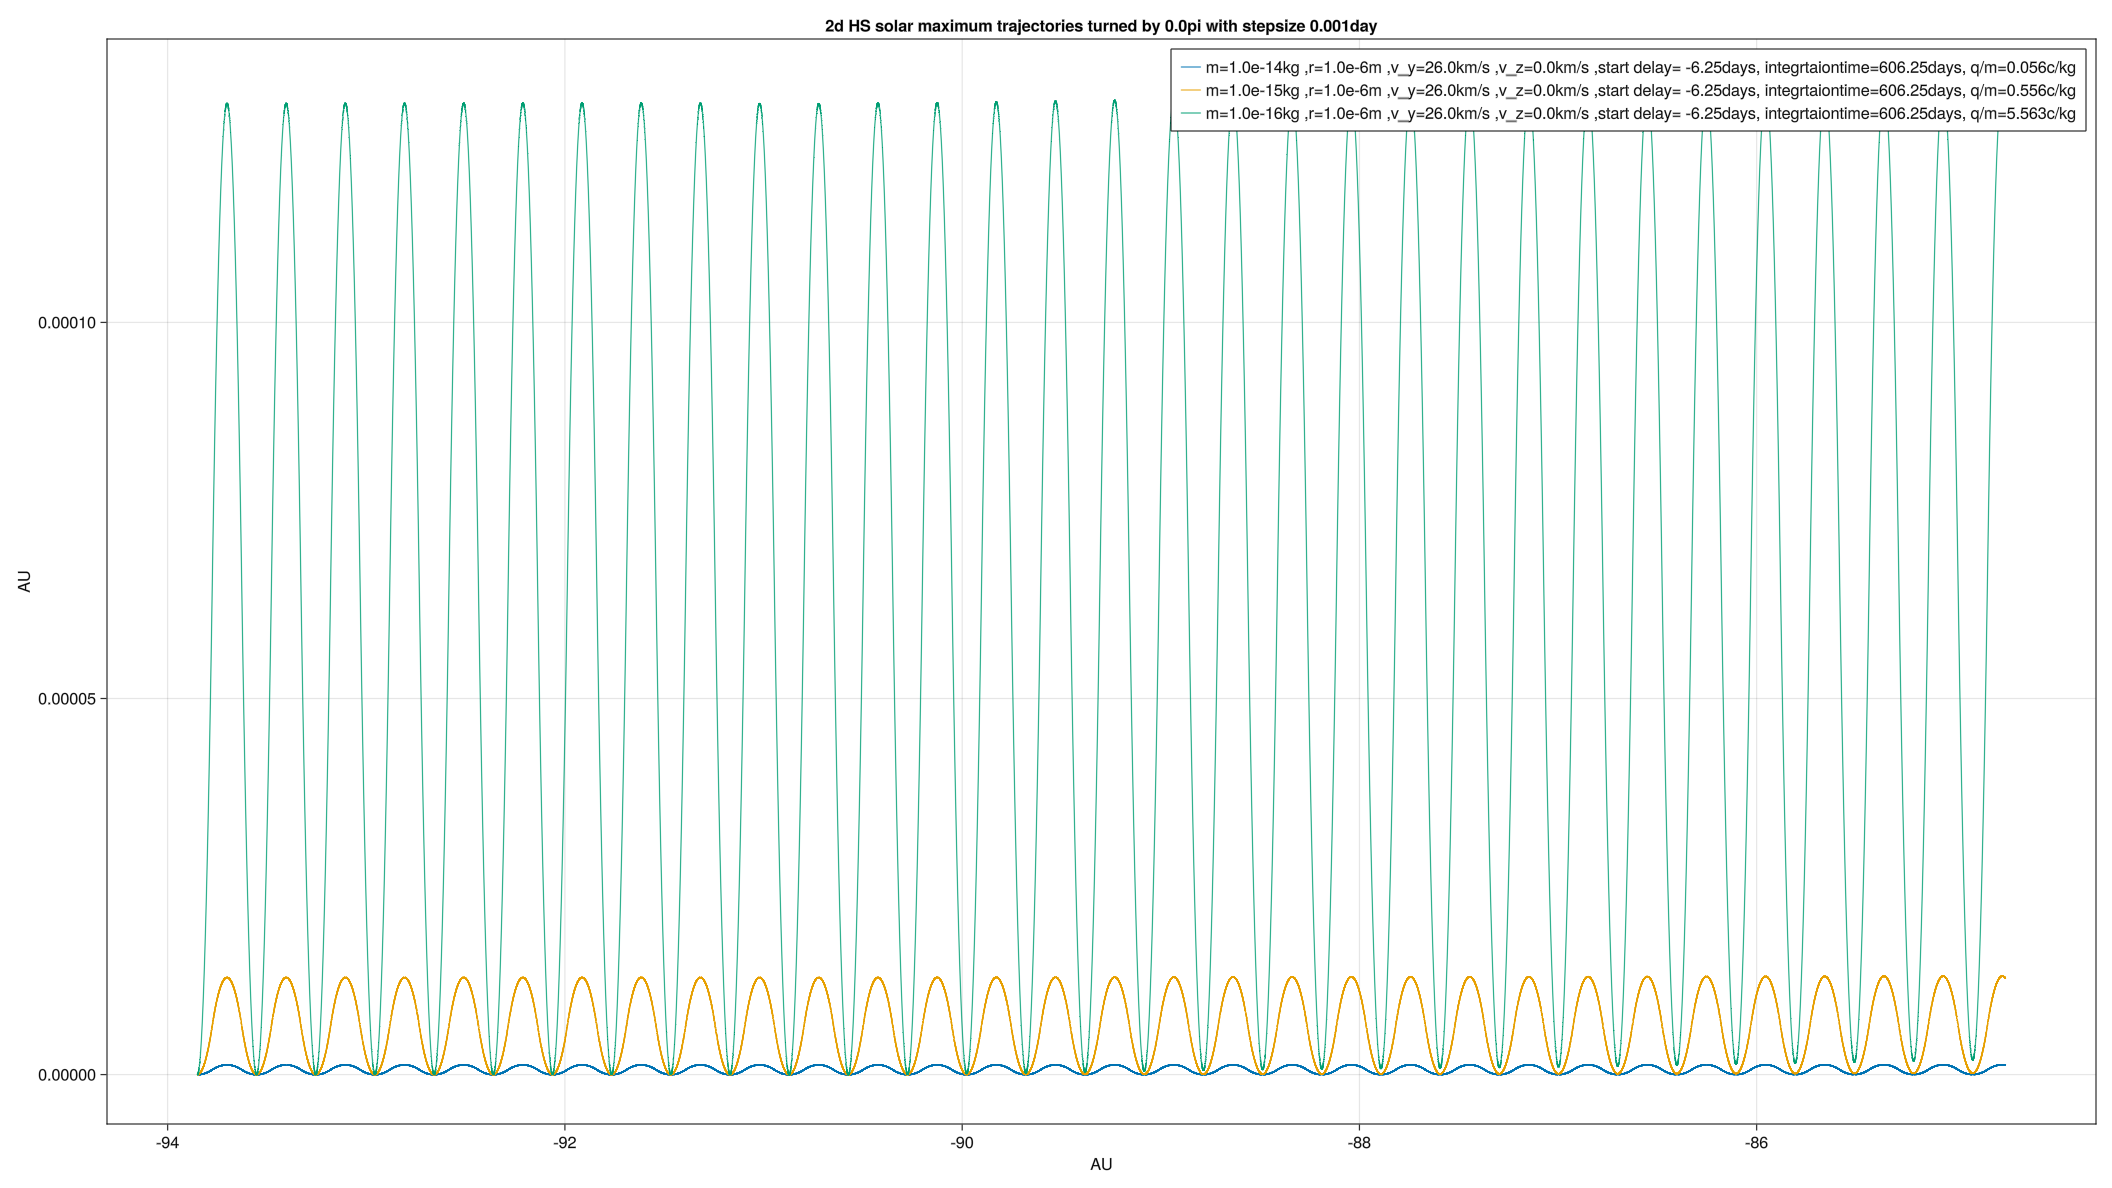 2d HS solar maximum trajectories turned by 0.0pi with stepsize 0.001day
m=1.0e-14kg ,r=1.0e-6m ,v_y=26.0km/s ,v_z=0.0km/s ,start delay= -6.25days, integrtaiontime=606.25days, q/m=0.056c/kg
m=1.0e-15kg ,r=1.0e-6m ,v_y=26.0km/s ,v_z=0.0km/s ,start delay= -6.25days, integrtaiontime=606.25days, q/m=0.556c/kg
m=1.0e-16kg ,r=1.0e-6m ,v_y=26.0km/s ,v_z=0.0km/s ,start delay= -6.25days, integrtaiontime=606.25days, q/m=5.563c/kg
0.00010
0.00005
0.00000
AU
-94
-92
-90
-88
-86
AU